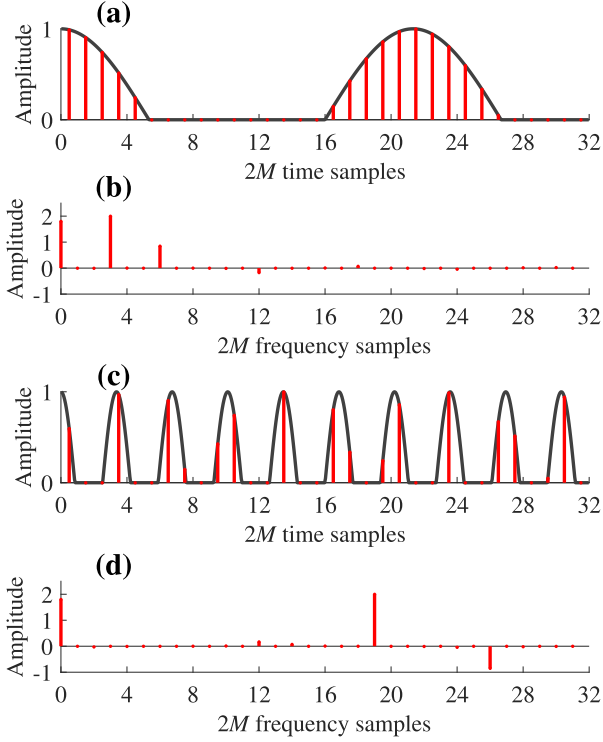 (a)
Amplitude
1
0
0 4 8 12 16 20 24 28 32
2M time samples
(b)
Amplitude
2
1
0
-1
0 4 8 12 16 20 24 28 32
2M frequency samples
(c)
Amplitude
1
0
0 4 8 12 16 20 24 28 32
2M time samples
(d)
Amplitude
2
1
0
-1
0 4 8 12 16 20 24 28 32
2M frequency samples